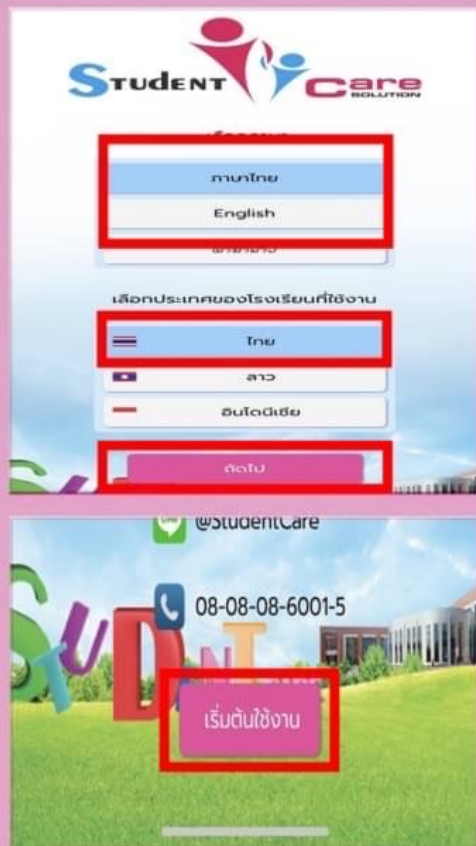 STUDENT Care
SOLUTION
ภาษาไทย
English
เลือกประเทศของโรงเรียนที่ใช้งาน
ไทย
ลาว
อินโดนีเซีย
ถัดไป
@StudentCare
08-08-08-6001-5
เริ่มต้นใช้งาน